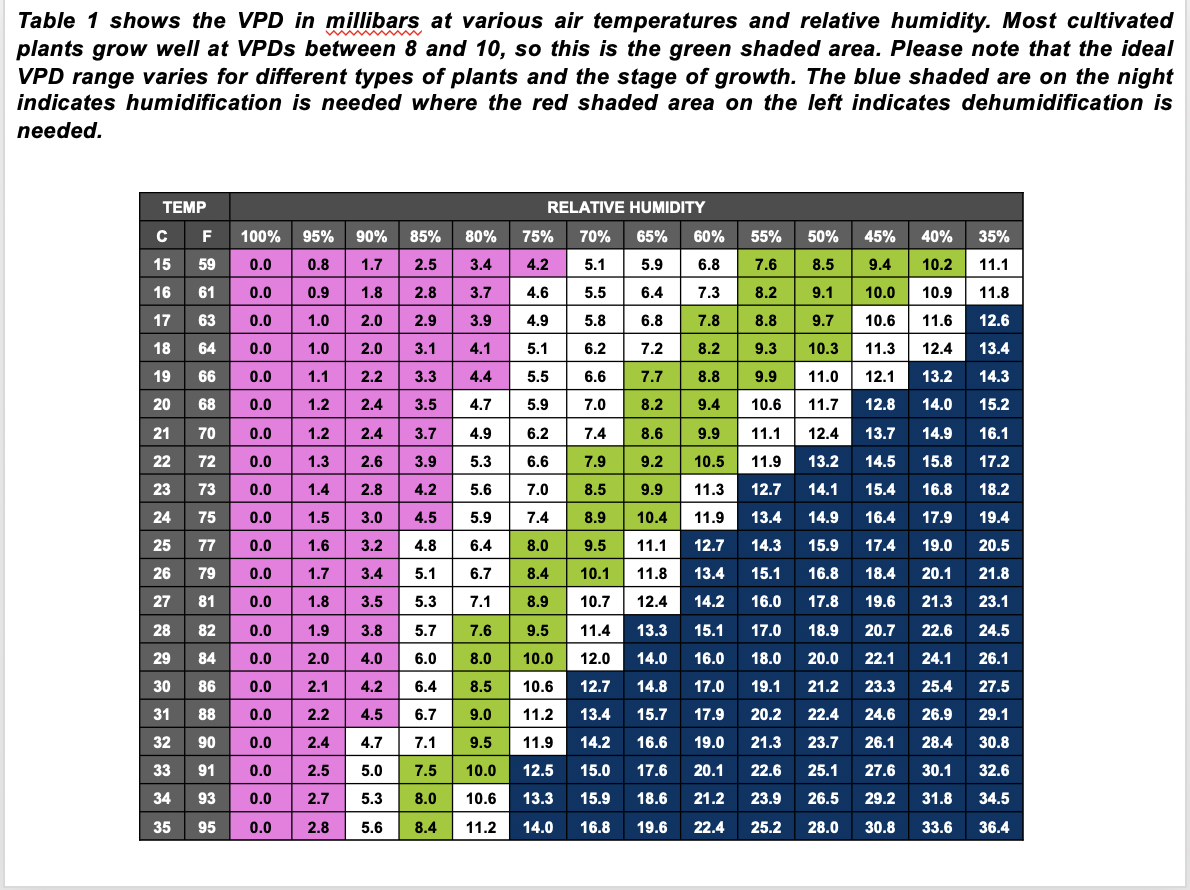 Table 1 shows the VPD in millibars at various air temperatures and relative humidity. Most cultivated
plants grow well at VPDs between 8 and 10, so this is the green shaded area. Please note that the ideal
VPD range varies for different types of plants and the stage of growth. The blue shaded are on the night
indicates humidification is needed where the red shaded area on the left indicates dehumidification is
needed.
TEMP RELATIVE HUMIDITY
C F 100% 95% 90% 85% 80% 75% 70% 65% 60% 55% 50% 45% 40% 35%
15 59 0.0 0.8 1.7 2.5 3.4 4.2 5.1 5.9 6.8 7.6 8.5 9.4 10.2 11.1
16 61 0.0 0.9 1.8 2.8 3.7 4.6 5.5 6.4 7.3 8.2 9.1 10.0 10.9 11.8
17 63 0.0 1.0 2.0 2.9 3.9 4.9 5.8 6.8 7.8 8.8 9.7 10.6 11.6 12.6
18 64 0.0 1.0 2.0 3.1 4.1 5.1 6.2 7.2 8.2 9.3 10.3 11.3 12.4 13.4
19 66 0.0 1.1 2.2 3.3 4.4 5.5 6.6 7.7 8.8 9.9 11.0 12.1 13.2 14.3
20 68 0.0 1.2 2.4 3.5 4.7 5.9 7.0 8.2 9.4 10.6 11.7 12.8 14.0 15.2
21 70 0.0 1.2 2.4 3.7 4.9 6.2 7.4 8.6 9.9 11.1 12.4 13.7 14.9 16.1
22 72 0.0 1.3 2.6 3.9 5.3 6.6 7.9 9.2 10.5 11.9 13.2 14.5 15.8 17.2
23 73 0.0 1.4 2.8 4.2 5.6 7.0 8.5 9.9 11.3 12.7 14.1 15.4 16.8 18.2
24 75 0.0 1.5 3.0 4.5 5.9 7.4 8.9 10.4 11.9 13.4 14.9 16.4 17.9 19.4
25 77 0.0 1.6 3.2 4.8 6.4 8.0 9.5 11.1 12.7 14.3 15.9 17.4 19.0 20.5
26 79 0.0 1.7 3.4 5.1 6.7 8.4 10.1 11.8 13.4 15.1 16.8 18.4 20.1 21.8
27 81 0.0 1.8 3.5 5.3 7.1 8.9 10.7 12.4 14.2 16.0 17.8 19.6 21.3 23.1
28 82 0.0 1.9 3.8 5.7 7.6 9.5 11.4 13.3 15.1 17.0 18.9 20.7 22.6 24.5
29 84 0.0 2.0 4.0 6.0 8.0 10.0 12.0 14.0 16.0 18.0 20.0 22.1 24.1 26.1
30 86 0.0 2.1 4.2 6.4 8.5 10.6 12.7 14.8 17.0 19.1 21.2 23.3 25.4 27.5
31 88 0.0 2.2 4.5 6.7 9.0 11.2 13.4 15.7 17.9 20.2 22.4 24.6 26.9 29.1
32 90 0.0 2.4 4.7 7.1 9.5 11.9 14.2 16.6 19.0 21.3 23.7 26.1 28.4 30.8
33 91 0.0 2.5 5.0 7.5 10.0 12.5 15.0 17.6 20.1 22.6 25.1 27.6 30.1 32.6
34 93 0.0 2.7 5.3 8.0 10.6 13.3 15.9 18.6 21.2 23.9 26.5 29.2 31.8 34.5
35 95 0.0 2.8 5.6 8.4 11.2 14.0 16.8 19.6 22.4 25.2 28.0 30.8 33.6 36.4